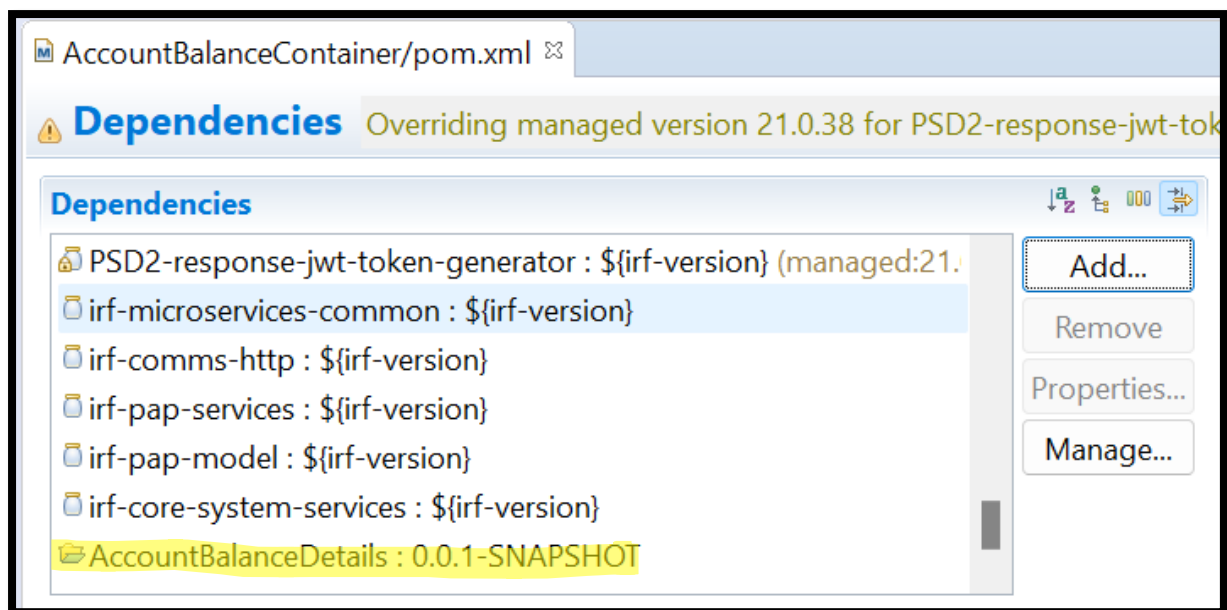 AccountBalanceContainer/pom.xml
Dependencies Overriding managed version 21.0.38 for PSD2-response-jwt-tok
Dependencies
PSD2-response-jwt-token-generator : ${irf-version} (managed:21.
irf-microservices-common : ${irf-version}
irf-comms-http : ${irf-version}
irf-pap-services : ${irf-version}
irf-pap-model : ${irf-version}
irf-core-system-services : ${irf-version}
AccountBalanceDetails : 0.0.1-SNAPSHOT
Add...
Remove
Properties...
Manage...